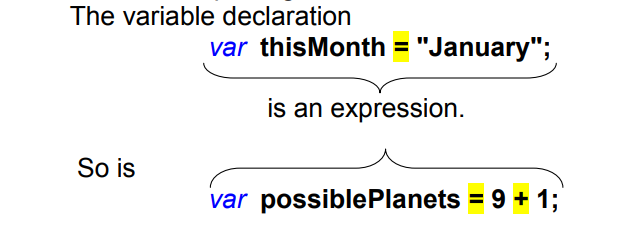 The variable declaration
var thisMonth = "January";
is an expression.
So is
var possiblePlanets = 9 + 1;